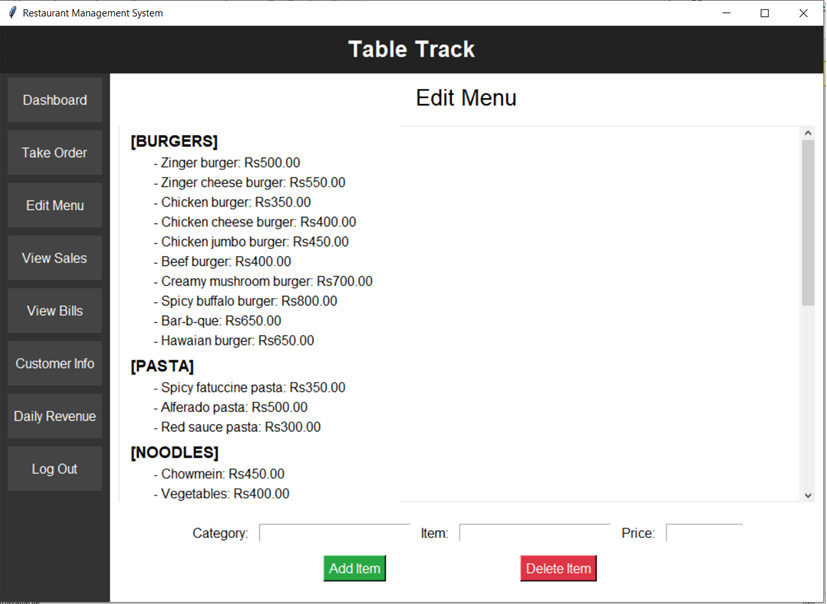 Restaurant Management System
Table Track
Dashboard
Take Order
Edit Menu
View Sales
View Bills
Customer Info
Daily Revenue
Log Out
Edit Menu
[BURGERS]
- Zinger burger: Rs500.00
- Zinger cheese burger: Rs550.00
- Chicken burger: Rs350.00
- Chicken cheese burger: Rs400.00
- Chicken jumbo burger: Rs450.00
- Beef burger: Rs400.00
- Creamy mushroom burger: Rs700.00
- Spicy buffalo burger: Rs800.00
- Bar-b-que: Rs650.00
- Hawaian burger: Rs650.00
[PASTA]
- Spicy fatuccine pasta: Rs350.00
- Alferado pasta: Rs500.00
- Red sauce pasta: Rs300.00
[NOODLES]
- Chowmein: Rs450.00
- Vegetables: Rs400.00
Category: Item: Price:
Add Item Delete Item